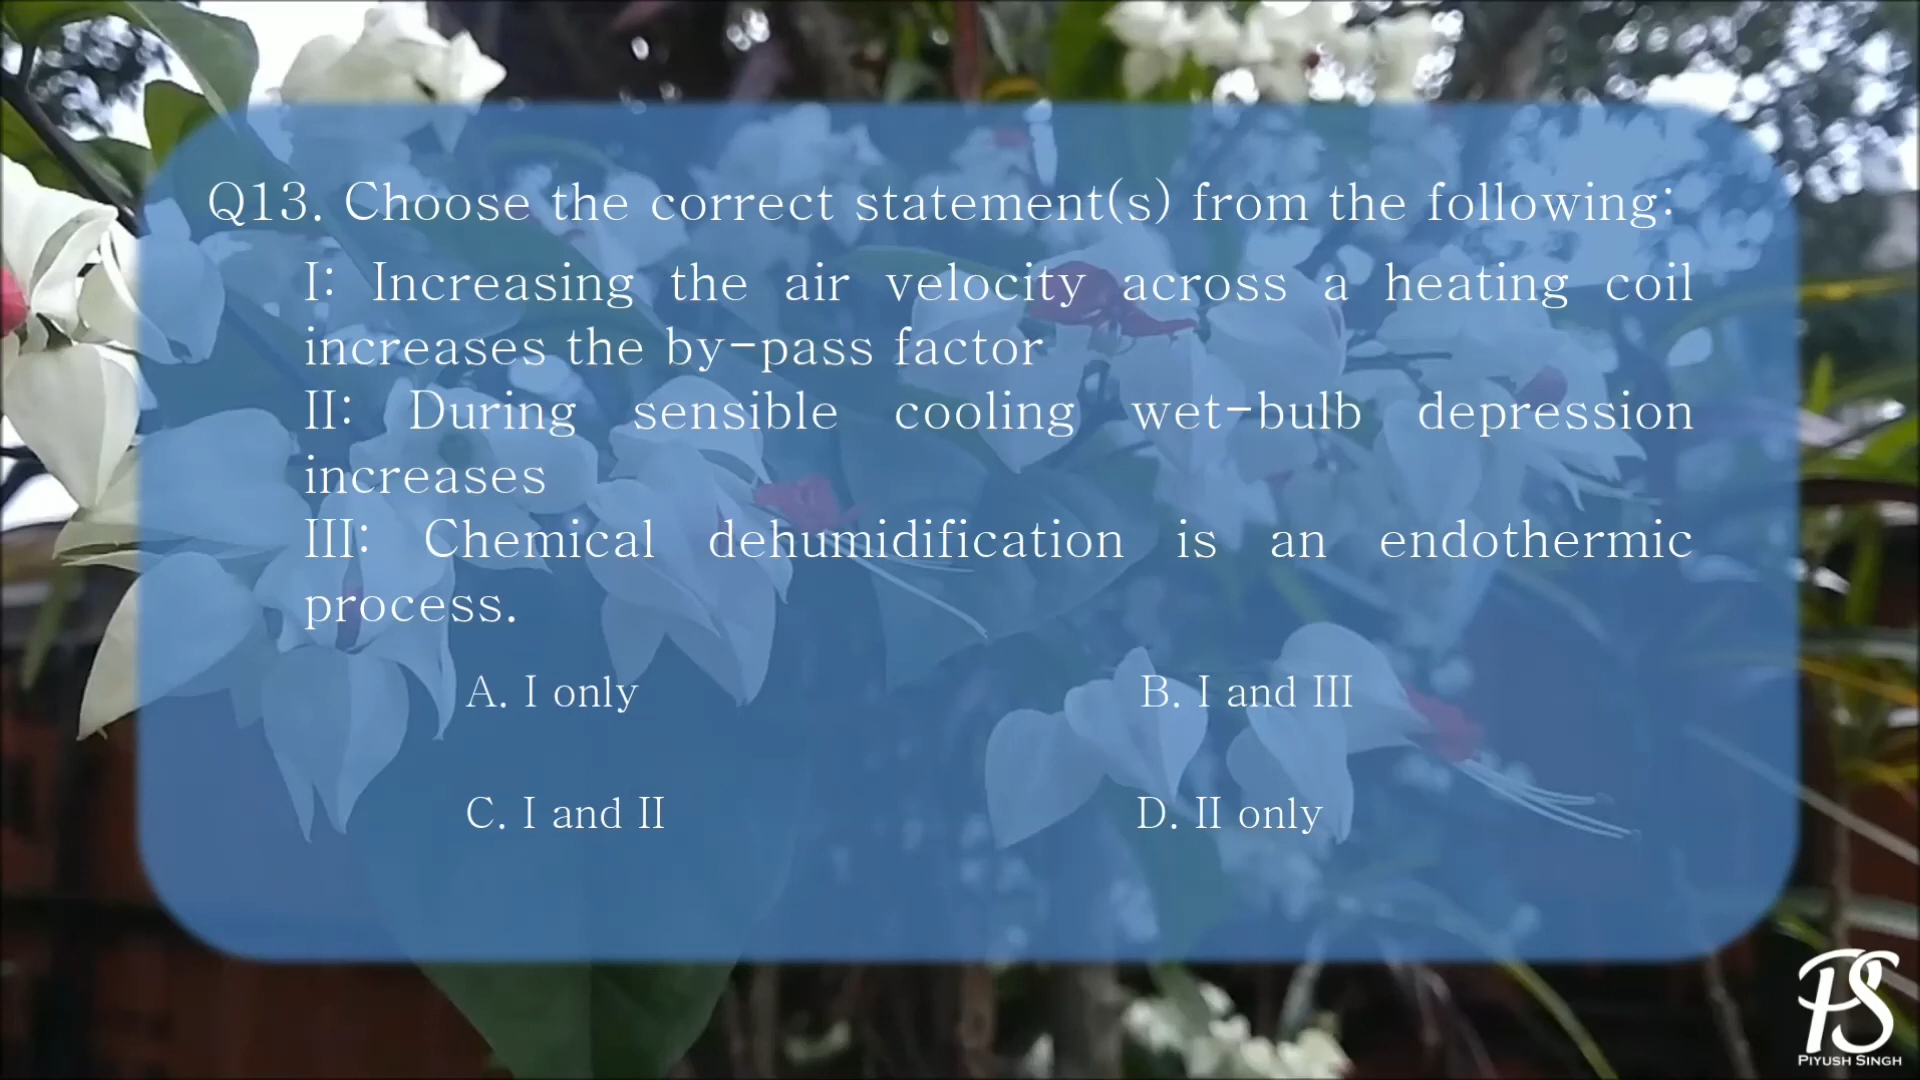 Q13. Choose the correct statement(s) from the following:
I: Increasing the air velocity across a heating coil
increases the by-pass factor
II: During sensible cooling wet-bulb depression
increases
III: Chemical dehumidification is an endothermic
process.
A. I only
B. I and III
C. I and II
D. II only
PS
PIYUSH SINGH